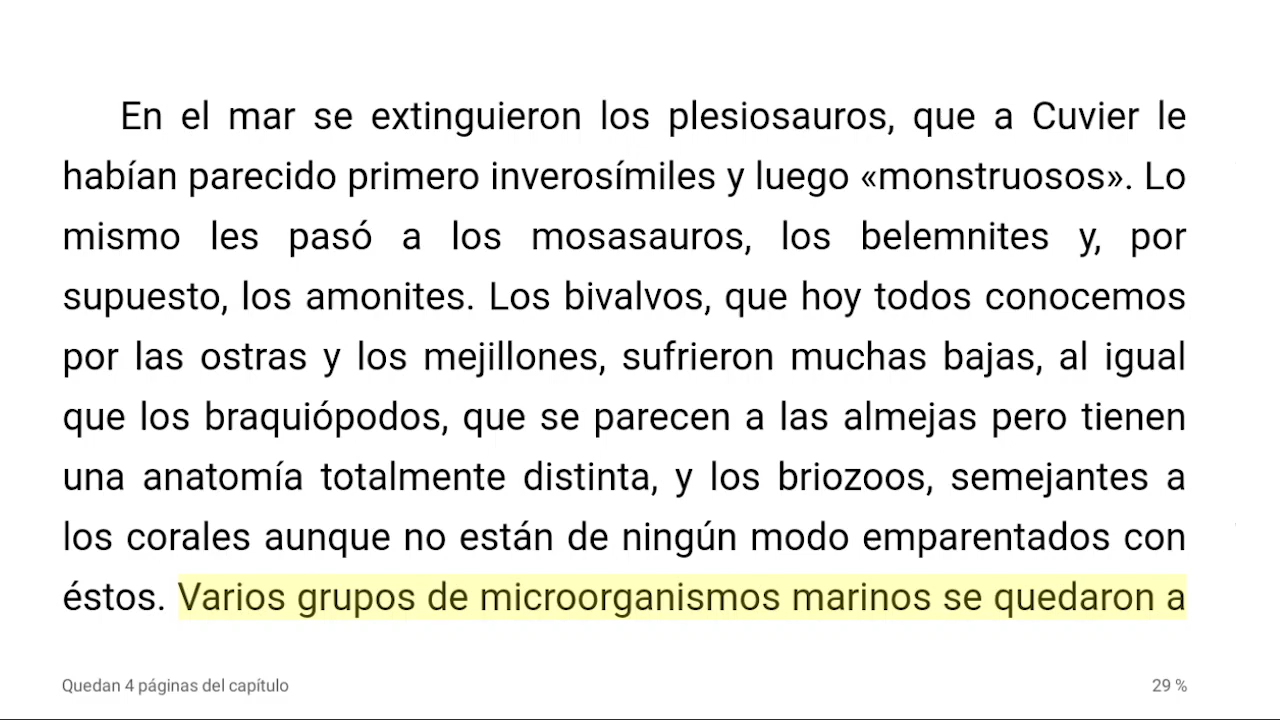 En el mar se extinguieron los plesiosauros, que a Cuvier le
habían parecido primero inverosímiles y luego «monstruosos». Lo
mismo les pasó a los mosasauros, los belemnites y, por
supuesto, los amonites. Los bivalvos, que hoy todos conocemos
por las ostras y los mejillones, sufrieron muchas bajas, al igual
que los braquiópodos, que se parecen a las almejas pero tienen
una anatomía totalmente distinta, y los briozoos, semejantes a
los corales aunque no están de ningún modo emparentados con
éstos. Varios grupos de microorganismos marinos se quedaron a
Quedan 4 páginas del capítulo
29 %